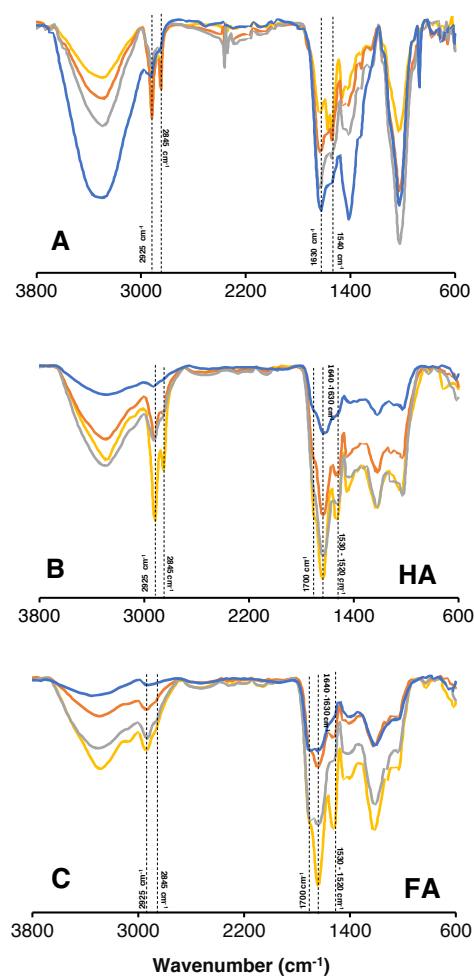 A
2925 cm⁻¹
2845 cm⁻¹
1630 cm⁻¹
1540 cm⁻¹
3800 3000 2200 1400 600
B
2925 cm⁻¹
2845 cm⁻¹
1700 cm⁻¹
1640 -1630 cm⁻¹
1530 - 1520 cm⁻¹
HA
3800 3000 2200 1400 600
C
2925 cm⁻¹
2845 cm⁻¹
1700 cm⁻¹
1640 -1630 cm⁻¹
1530 - 1520 cm⁻¹
FA
3800 3000 2200 1400 600
Wavenumber (cm⁻¹)